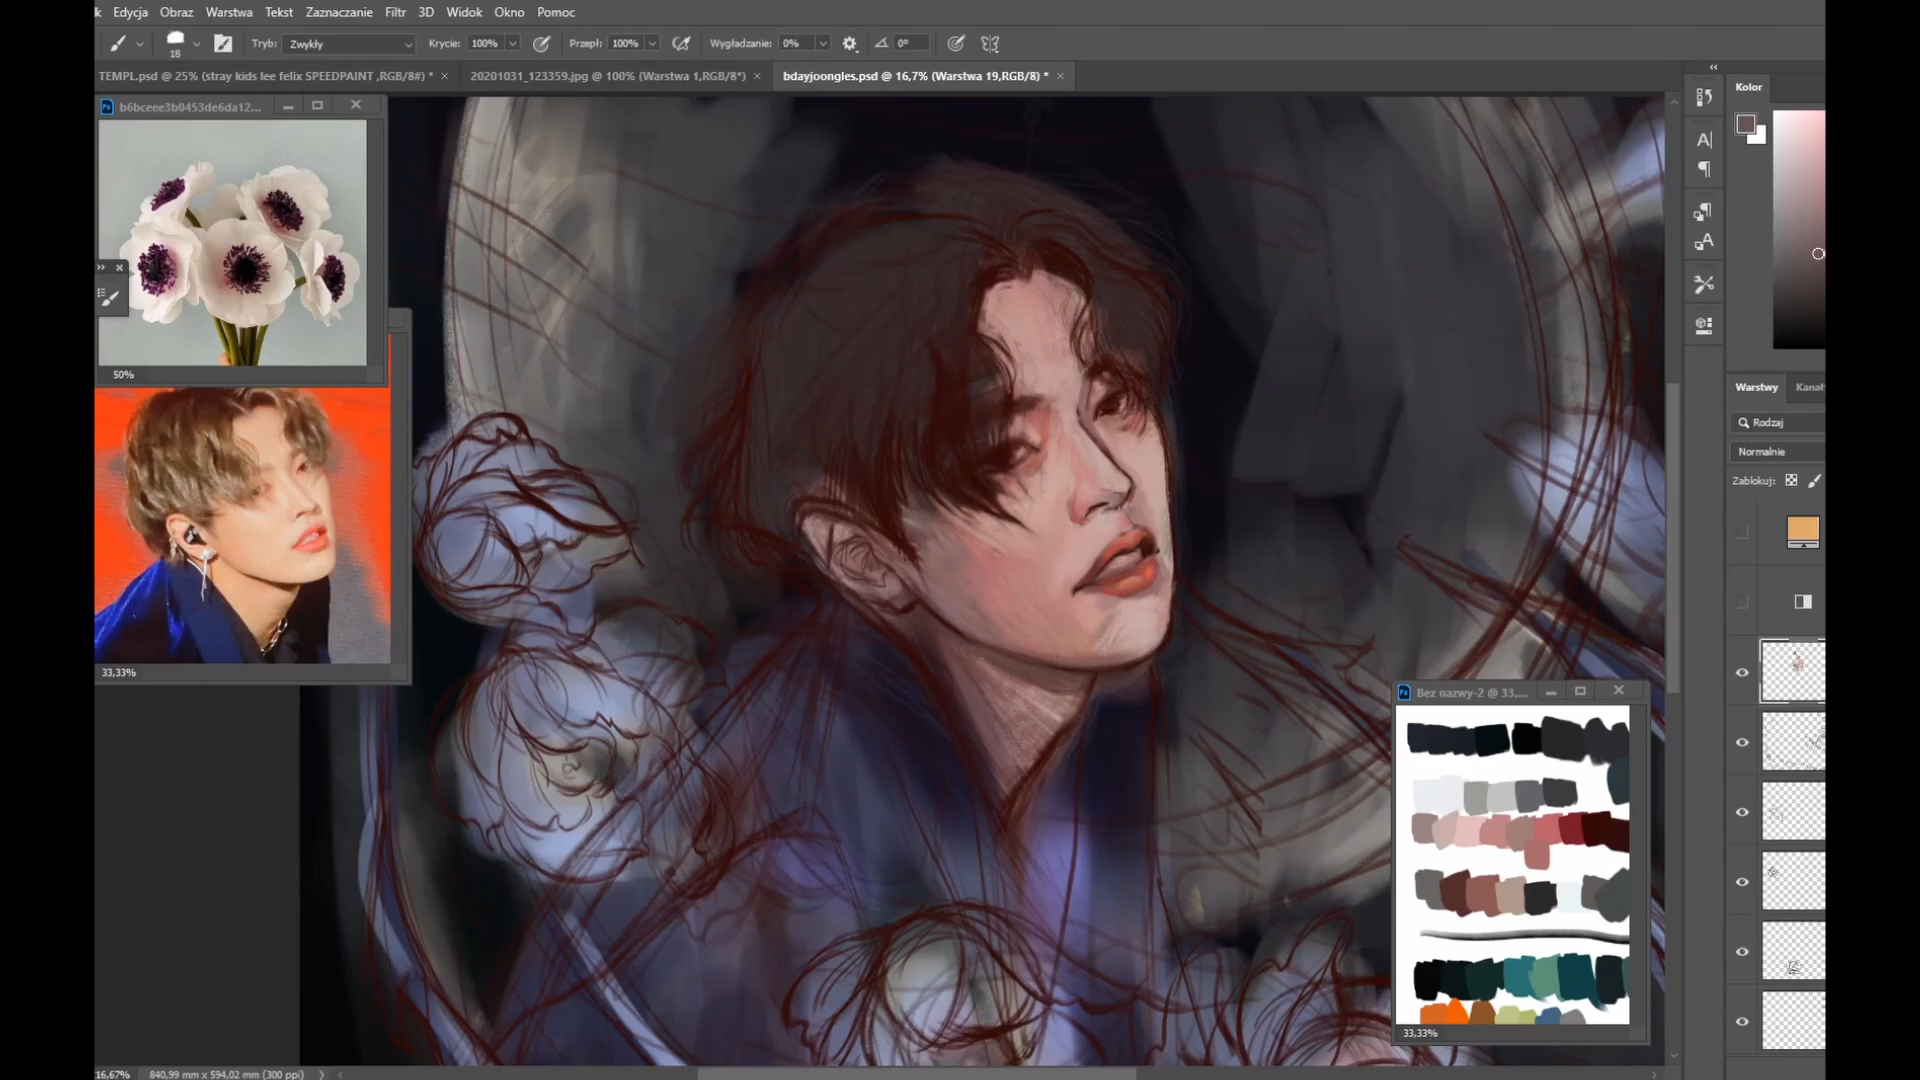 k Edycja Obraz Warstwa Tekst Zaznaczanie Filtr 3D Widok Okno Pomoc
18 Tryb: Zwykły Krycie: 100% Przepł: 100% Wygładzanie: 0% 0°
TEMPL.psd @ 25% (stray kids lee felix SPEEDPAINT ,RGB/8#) * × 20201031_123359.jpg @ 100% (Warstwa 1,RGB/8*) × bdayjoongles.psd @ 16,7% (Warstwa 19,RGB/8) * ×
Kolor
Ps b6bceee3b0453de6da12...
50%
33,33%
Warstwy Kanał
Rodzaj
Normalnie
Zablokuj:
Ps Bez nazwy-2 @ 33,...
33,33%
16,67% 840,99 mm x 594,02 mm (300 ppi)